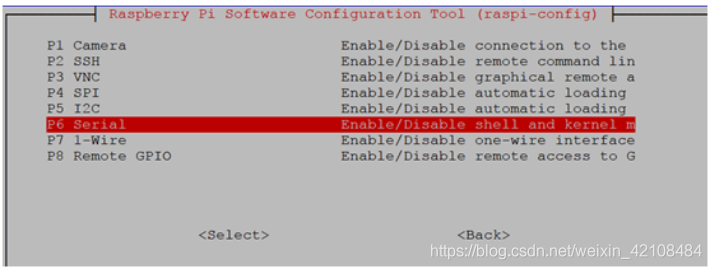 Raspberry Pi Software Configuration Tool (raspi-config)
P1 Camera Enable/Disable connection to the
P2 SSH Enable/Disable remote command lin
P3 VNC Enable/Disable graphical remote a
P4 SPI Enable/Disable automatic loading
P5 I2C Enable/Disable automatic loading
P6 Serial Enable/Disable shell and kernel m
P7 1-Wire Enable/Disable one-wire interface
P8 Remote GPIO Enable/Disable remote access to G
<Select> <Back>
https://blog.csdn.net/weixin_42108484